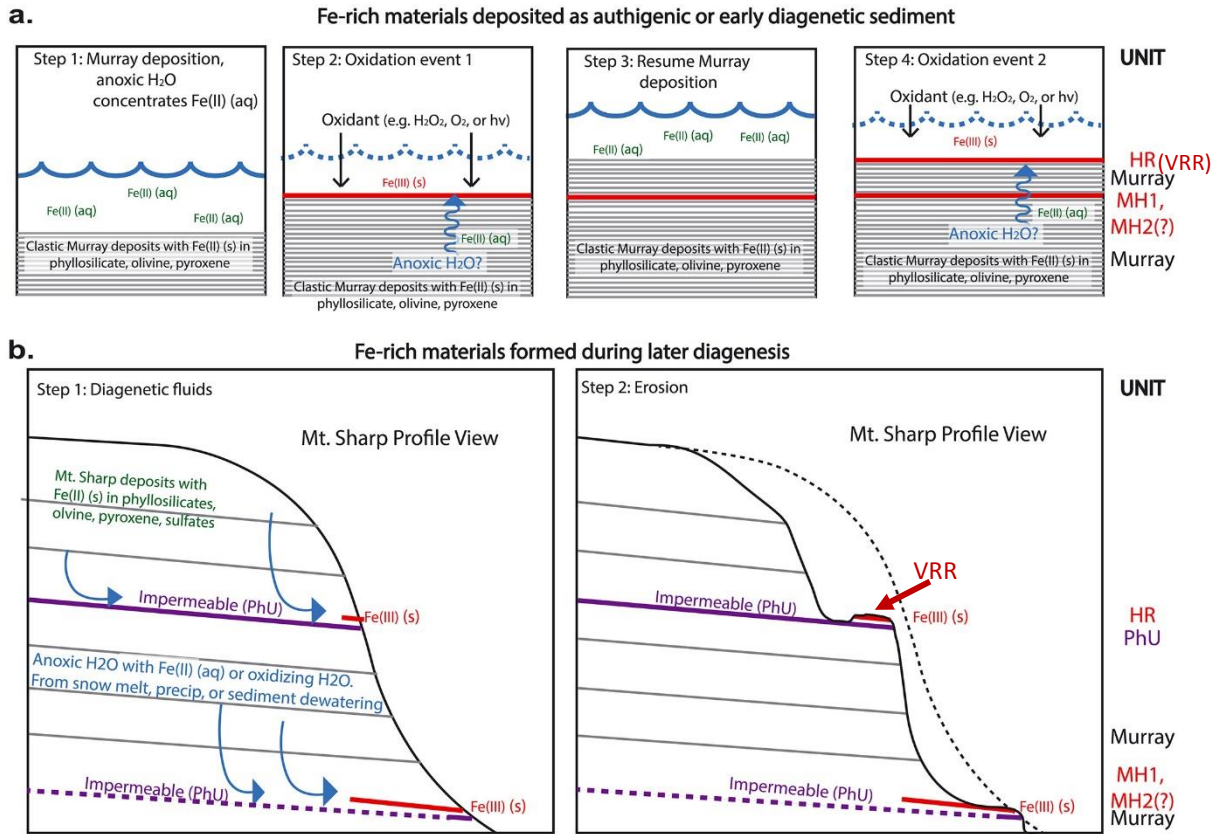 a.
Fe-rich materials deposited as authigenic or early diagenetic sediment
Step 1: Murray deposition,
anoxic H₂O
concentrates Fe(II) (aq)
Fe(II) (aq)
Fe(II) (aq)
Fe(II) (aq)
Clastic Murray deposits with Fe(II) (s) in
phyllosilicate, olivine, pyroxene
Step 2: Oxidation event 1
Oxidant (e.g. H₂O₂, O₂, or hv)
Fe(III) (s)
Fe(II) (aq)
Anoxic H₂O?
Clastic Murray deposits with Fe(II) (s) in
phyllosilicate, olivine, pyroxene
Step 3: Resume Murray
deposition
Fe(II) (aq)
Fe(II) (aq)
Fe(II) (aq)
Clastic Murray deposits with Fe(II) (s) in
phyllosilicate, olivine, pyroxene
Step 4: Oxidation event 2
Oxidant (e.g. H₂O₂, O₂, or hv)
Fe(III) (s)
Fe(II) (aq)
Anoxic H₂O?
Clastic Murray deposits with Fe(II) (s) in
phyllosilicate, olivine, pyroxene
UNIT
HR (VRR)
Murray
MH1,
MH2(?)
Murray
b.
Fe-rich materials formed during later diagenesis
Step 1: Diagenetic fluids
Mt. Sharp Profile View
Mt. Sharp deposits with
Fe(II) (s) in phyllosilicates,
olvine, pyroxene, sulfates
Impermeable (PhU)
Fe(III) (s)
Anoxic H2O with Fe(II) (aq) or oxidizing H2O.
From snow melt, precip, or sediment dewatering
Impermeable (PhU)
Fe(III) (s)
Step 2: Erosion
Mt. Sharp Profile View
VRR
Impermeable (PhU)
Fe(III) (s)
Impermeable (PhU)
Fe(III) (s)
UNIT
HR
PhU
Murray
MH1,
MH2(?)
Murray